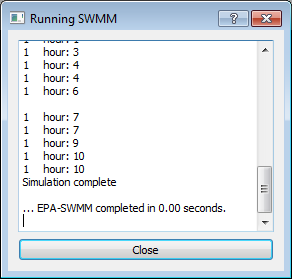 Running SWMM
1 hour: 1
1 hour: 3
1 hour: 4
1 hour: 4
1 hour: 6
1 hour: 7
1 hour: 7
1 hour: 9
1 hour: 10
1 hour: 10
Simulation complete
... EPA-SWMM completed in 0.00 seconds.
Close